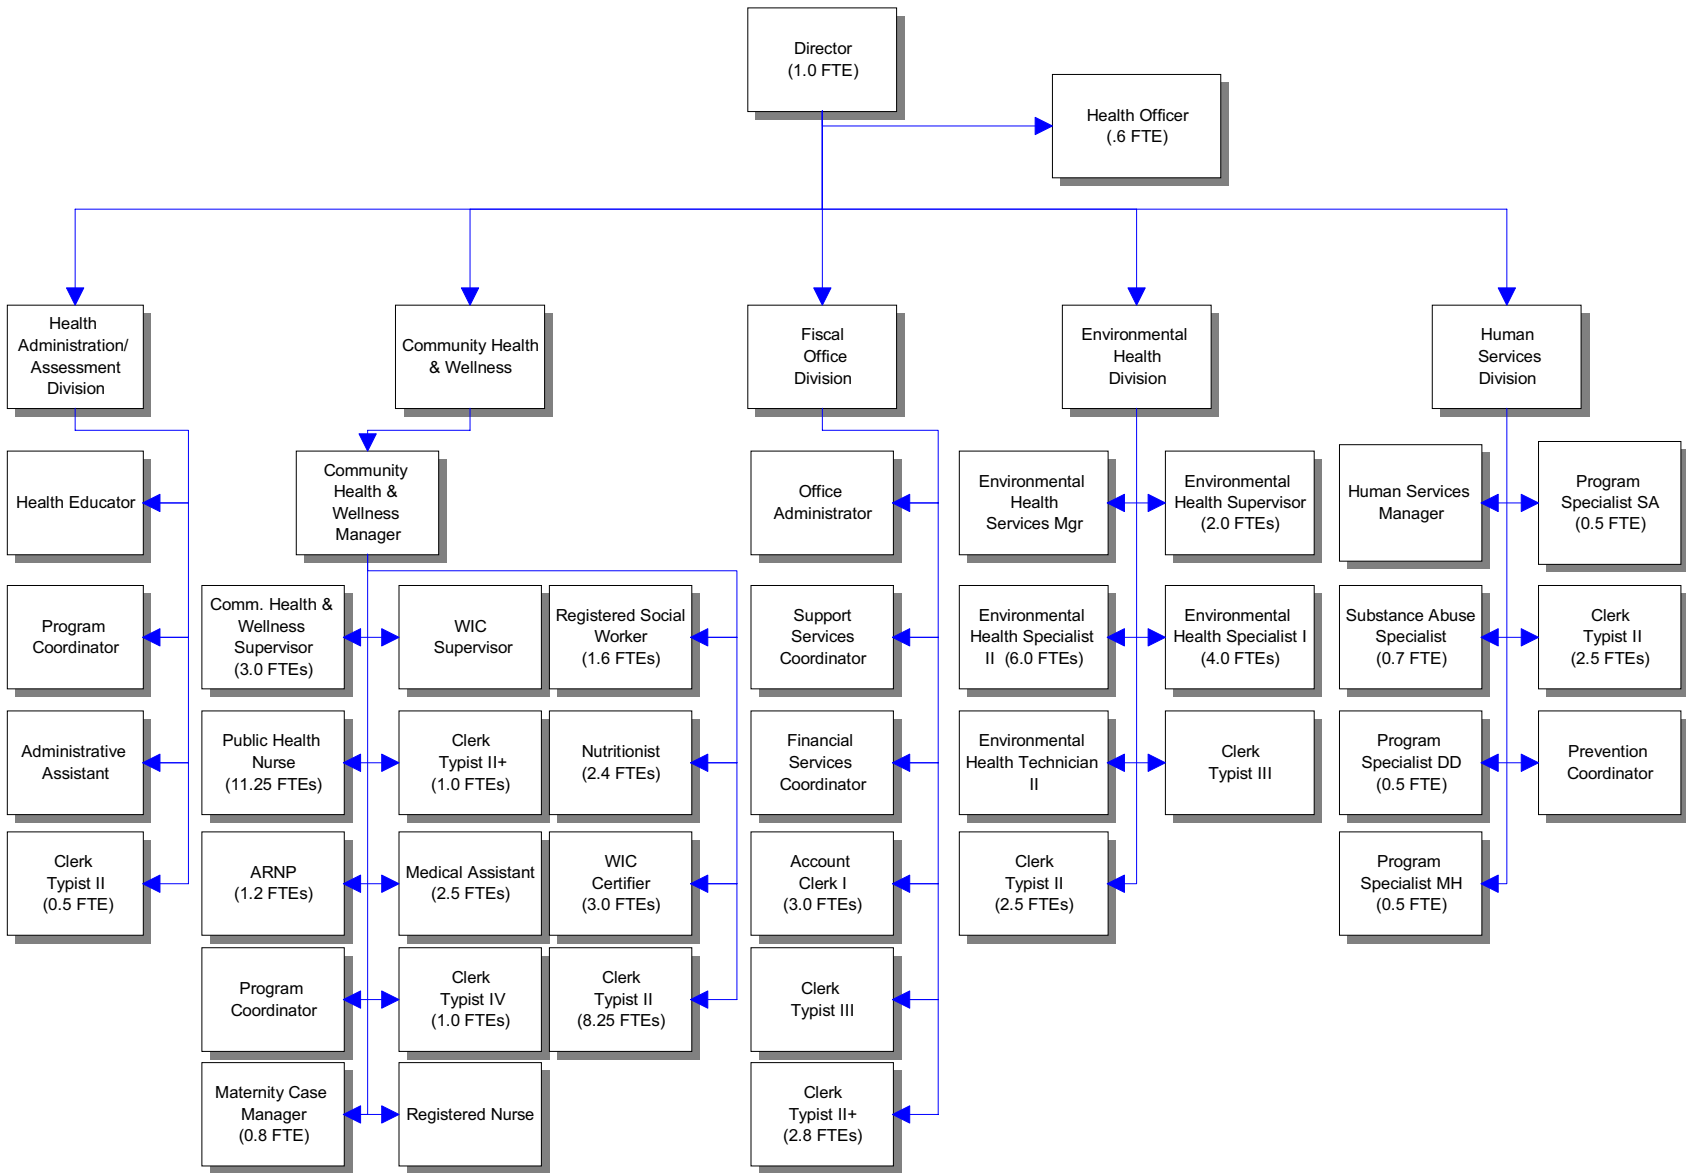 Director
(1.0 FTE)
Health Officer
(.6 FTE)
Health
Administration/
Assessment
Division
Community Health
& Wellness
Fiscal
Office
Division
Environmental
Health
Division
Human
Services
Division
Health Educator
Community
Health &
Wellness
Manager
Office
Administrator
Environmental
Health
Services Mgr
Environmental
Health Supervisor
(2.0 FTEs)
Human Services
Manager
Program
Specialist SA
(0.5 FTE)
Program
Coordinator
Comm. Health &
Wellness
Supervisor
(3.0 FTEs)
WIC
Supervisor
Registered Social
Worker
(1.6 FTEs)
Support
Services
Coordinator
Environmental
Health Specialist
II (6.0 FTEs)
Environmental
Health Specialist I
(4.0 FTEs)
Substance Abuse
Specialist
(0.7 FTE)
Clerk
Typist II
(2.5 FTEs)
Administrative
Assistant
Public Health
Nurse
(11.25 FTEs)
Clerk
Typist II+
(1.0 FTEs)
Nutritionist
(2.4 FTEs)
Financial
Services
Coordinator
Environmental
Health Technician
II
Clerk
Typist III
Program
Specialist DD
(0.5 FTE)
Prevention
Coordinator
Clerk
Typist II
(0.5 FTE)
ARNP
(1.2 FTEs)
Medical Assistant
(2.5 FTEs)
WIC
Certifier
(3.0 FTEs)
Account
Clerk I
(3.0 FTEs)
Clerk
Typist II
(2.5 FTEs)
Program
Specialist MH
(0.5 FTE)
Program
Coordinator
Clerk
Typist IV
(1.0 FTEs)
Clerk
Typist II
(8.25 FTEs)
Clerk
Typist III
Maternity Case
Manager
(0.8 FTE)
Registered Nurse
Clerk
Typist II+
(2.8 FTEs)